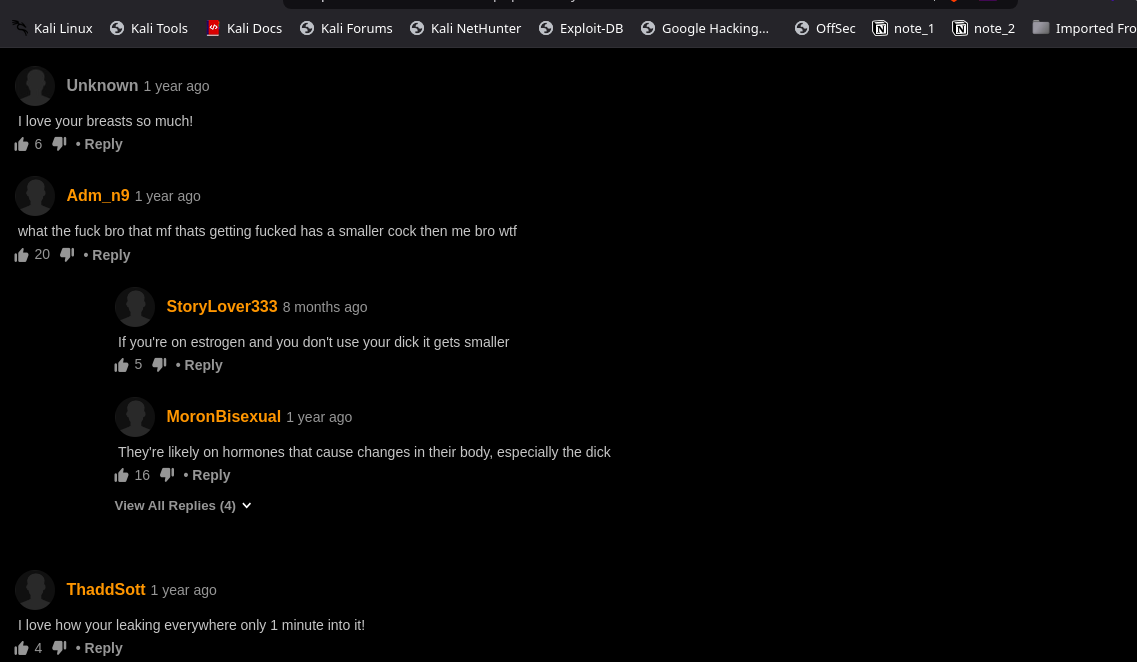 Kali Linux Kali Tools Kali Docs Kali Forums Kali NetHunter Exploit-DB Google Hacking... OffSec note_1 note_2 Imported Fro
Unknown 1 year ago
I love your breasts so much!
6 • Reply
Adm_n9 1 year ago
what the fuck bro that mf thats getting fucked has a smaller cock then me bro wtf
20 • Reply
StoryLover333 8 months ago
If you're on estrogen and you don't use your dick it gets smaller
5 • Reply
MoronBisexual 1 year ago
They're likely on hormones that cause changes in their body, especially the dick
16 • Reply
View All Replies (4)
ThaddSott 1 year ago
I love how your leaking everywhere only 1 minute into it!
4 • Reply